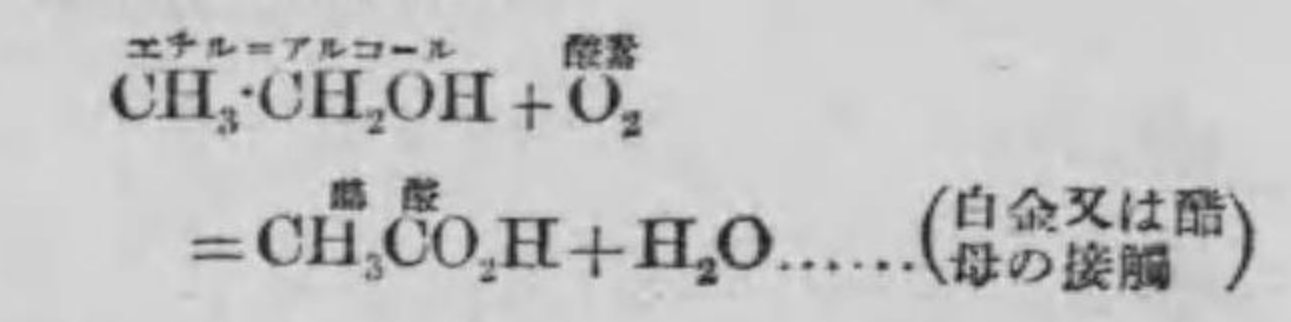 エチル=アルコール 酸素
CH₃·CH₂OH+O₂
醋酸
=CH₃CO₂H+H₂O......(白金又は醋
母の接觸)